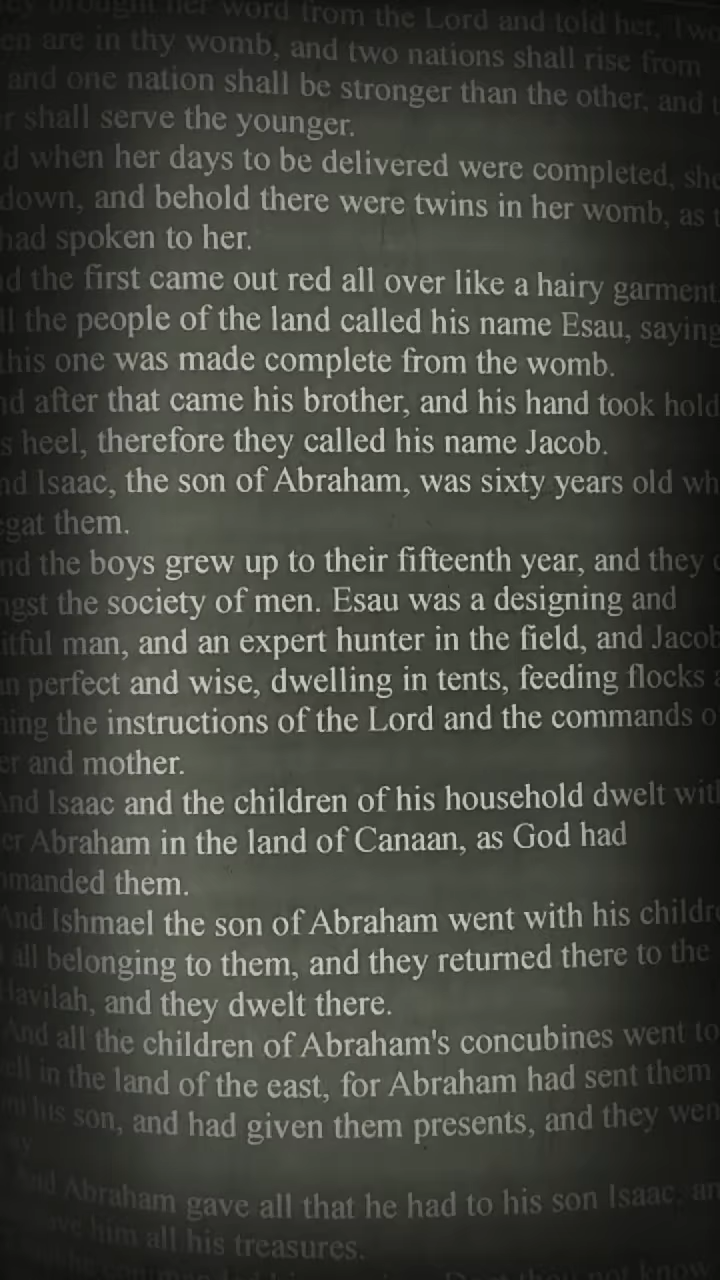 brought her word from the Lord and told her, Two
are in thy womb, and two nations shall rise from
and one nation shall be stronger than the other, and
r shall serve the younger.
d when her days to be delivered were completed, she
down, and behold there were twins in her womb, as
had spoken to her.
d the first came out red all over like a hairy garment
ll the people of the land called his name Esau, saying
this one was made complete from the womb.
nd after that came his brother, and his hand took hold
s heel, therefore they called his name Jacob.
nd Isaac, the son of Abraham, was sixty years old wh
egat them.
nd the boys grew up to their fifteenth year, and they
ngst the society of men. Esau was a designing and
itful man, and an expert hunter in the field, and Jacob
n perfect and wise, dwelling in tents, feeding flocks
ning the instructions of the Lord and the commands o
er and mother.
And Isaac and the children of his household dwelt with
er Abraham in the land of Canaan, as God had
manded them.
And Ishmael the son of Abraham went with his childre
all belonging to them, and they returned there to the
Havilah, and they dwelt there.
And all the children of Abraham's concubines went to
ell in the land of the east, for Abraham had sent them
his son, and had given them presents, and they wen
And Abraham gave all that he had to his son Isaac, an
gave him all his treasures.